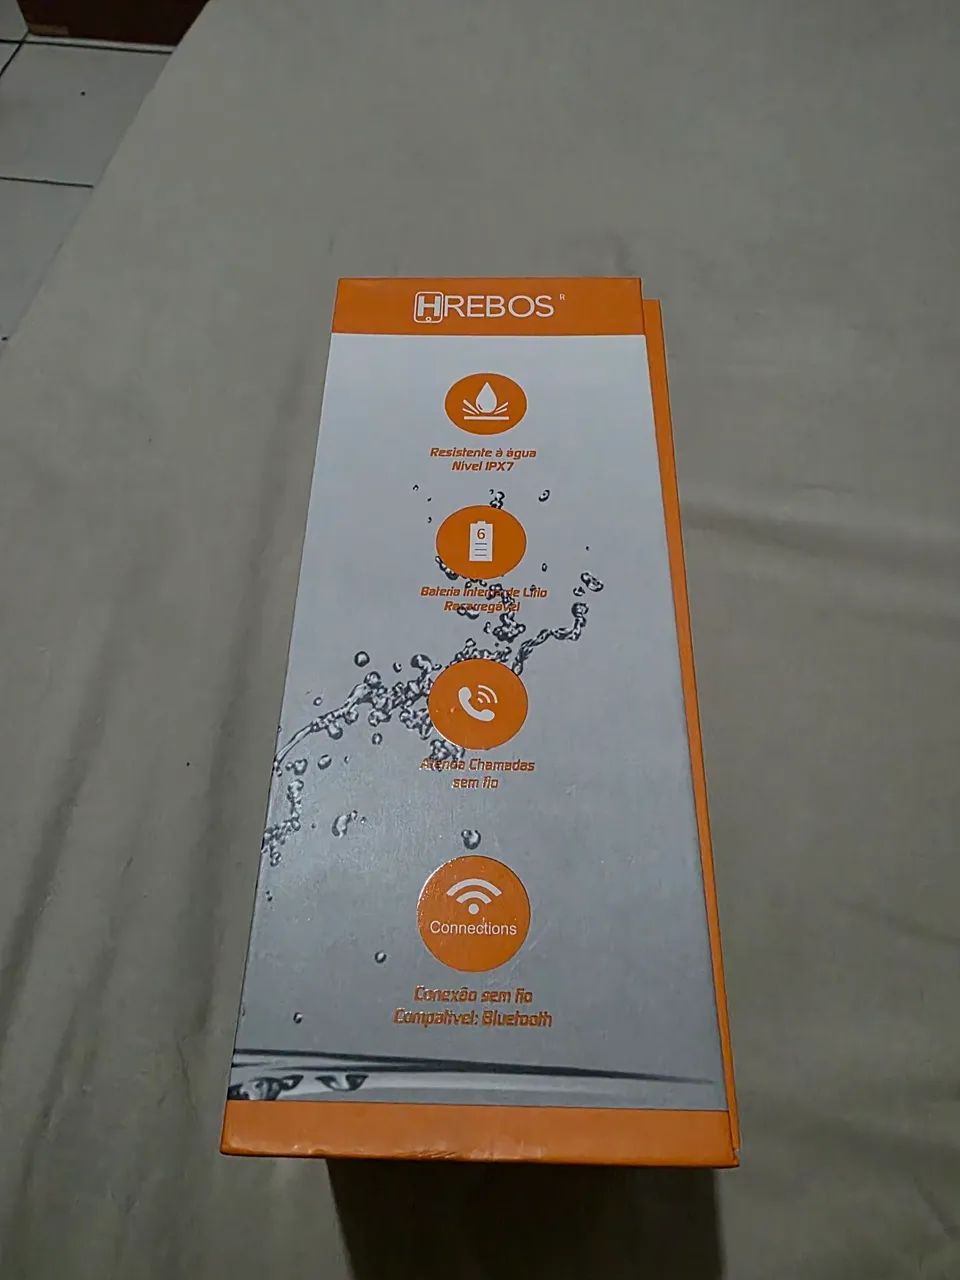 HREBOS ®
Resistente à água
Nível IPX7
6
Bateria Interna de Lítio
Recarregável
Atenda Chamadas
sem fio
Connections
Conexão sem fio
Compatível: Bluetooth